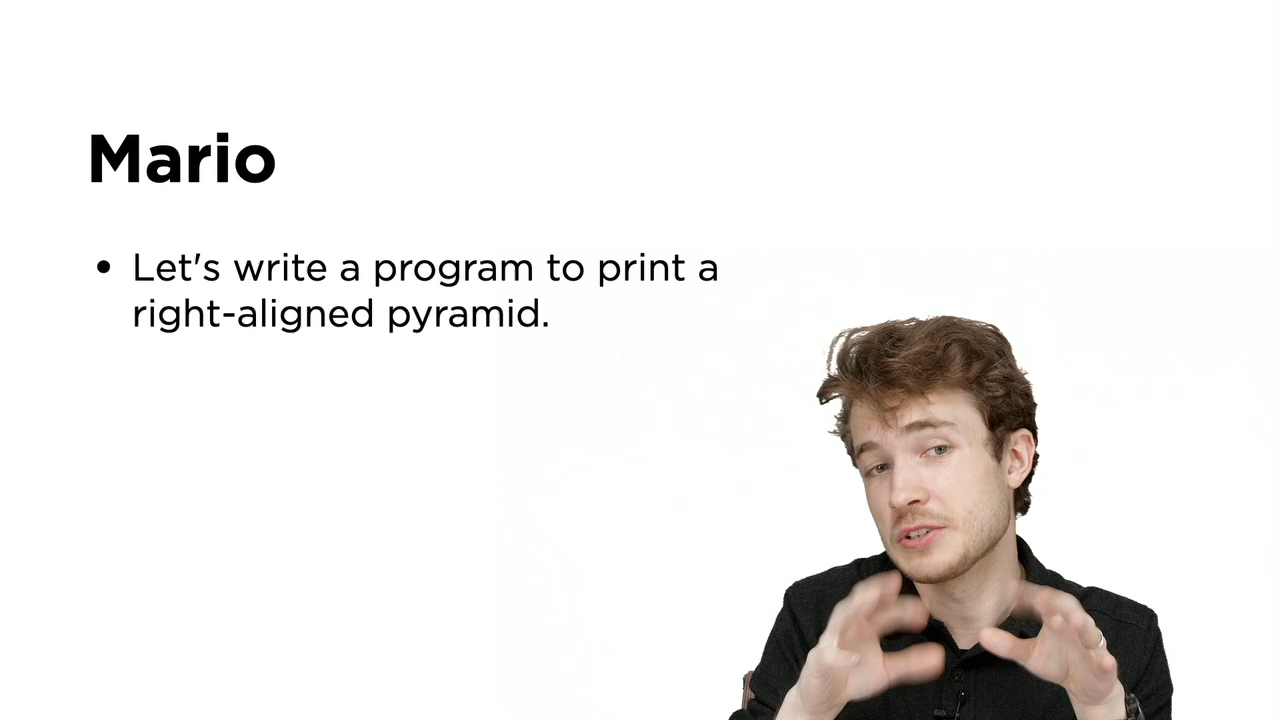 Mario
• Let's write a program to print a
right-aligned pyramid.